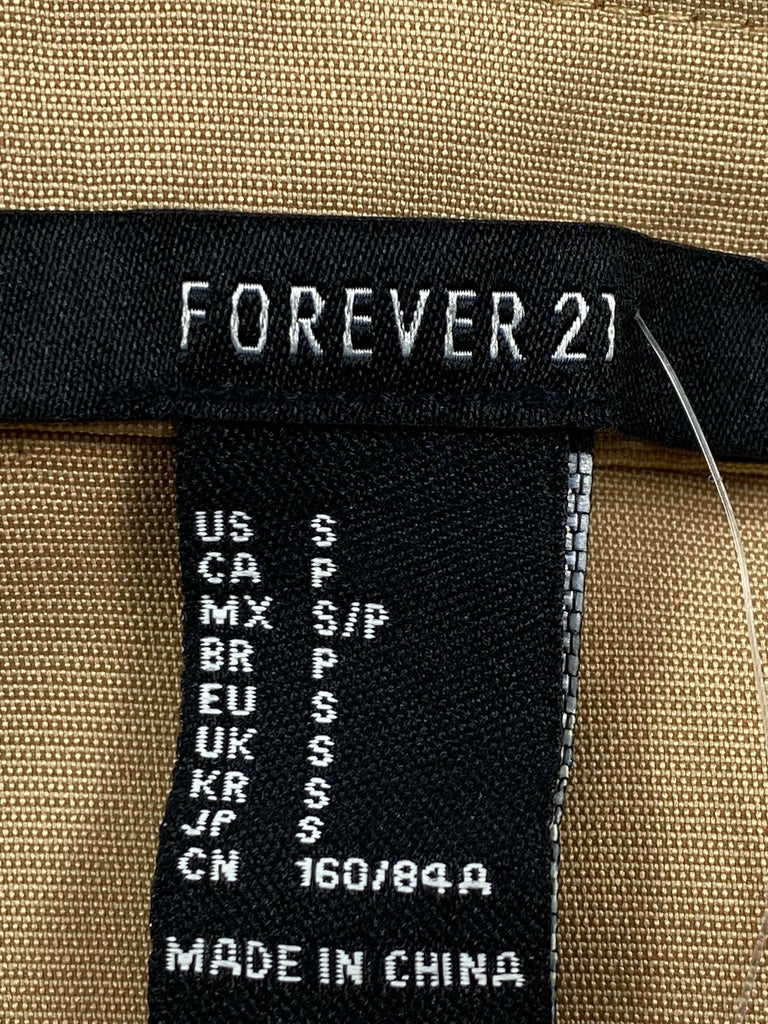 FOREVER 21
US S
CA P
MX S/P
BR P
EU S
UK S
KR S
JP S
CN 160/84A
MADE IN CHINA